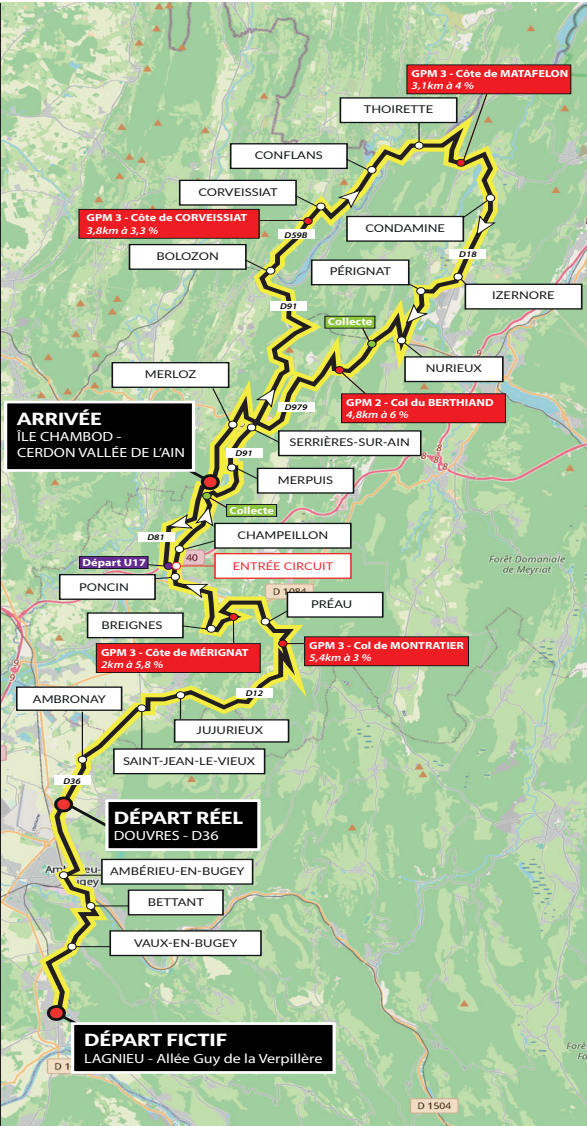 GPM 3 - Côte de MATAFELON
3,1km à 4 %
THOIRETTE
CONFLANS
CORVEISSIAT
GPM 3 - Côte de CORVEISSIAT
3,8km à 3,3 %
D59B
CONDAMINE
BOLOZON
D18
PÉRIGNAT
IZERNORE
D91
Collecte
NURIEUX
MERLOZ
GPM 2 - Col du BERTHIAND
4,8km à 6 %
D979
ARRIVÉE
ÎLE CHAMBOD -
CERDON VALLÉE DE L'AIN
SERRIÈRES-SUR-AIN
D91
MERPUIS
Collecte
D81
CHAMPEILLON
40
Départ U17
ENTRÉE CIRCUIT
Forêt Domaniale
de Meyriat
PONCIN
D 1084
PRÉAU
BREIGNES
GPM 3 - Côte de MÉRIGNAT
2km à 5,8 %
GPM 3 - Col de MONTRATIER
5,4km à 3 %
D12
AMBRONAY
JUJURIEUX
SAINT-JEAN-LE-VIEUX
D36
DÉPART RÉEL
DOUVRES - D36
AMBÉRIEU-EN-BUGEY
BETTANT
VAUX-EN-BUGEY
DÉPART FICTIF
LAGNIEU - Allée Guy de la Verpillère
D 1504